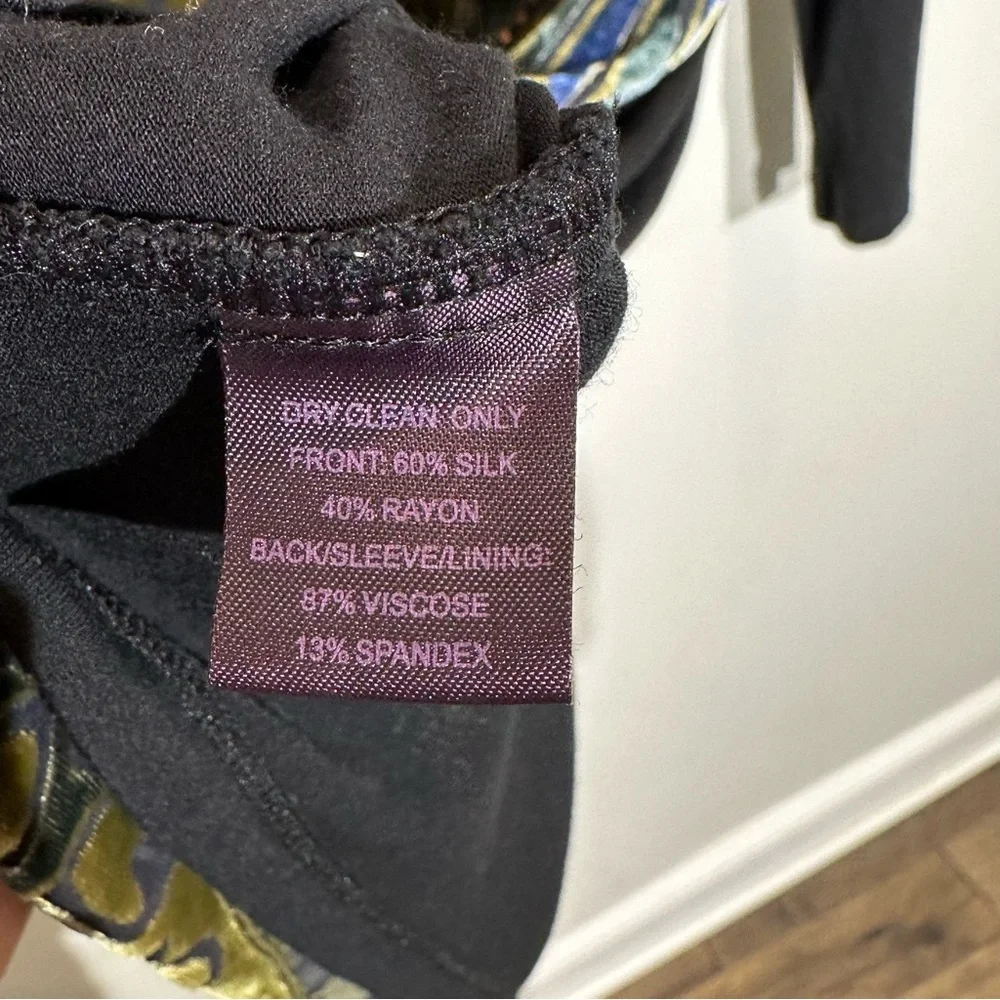 DRY CLEAN ONLY
FRONT: 60% SILK
40% RAYON
BACK/SLEEVE/LINING:
87% VISCOSE
13% SPANDEX